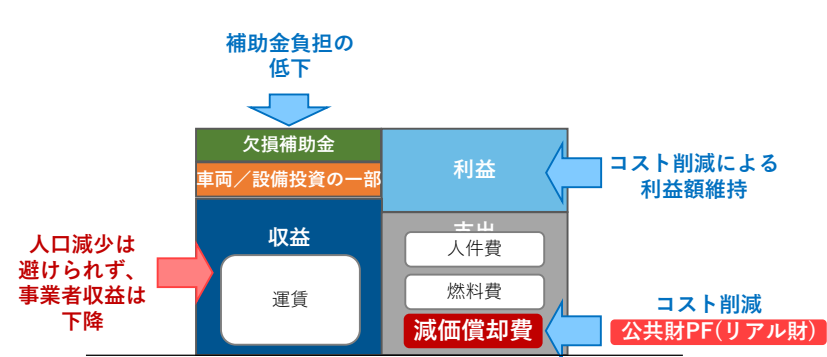 補助金負担の
低下
欠損補助金
車両／設備投資の一部
利益
コスト削減による
利益額維持
人口減少は
避けられず、
事業者収益は
下降
収益
運賃
支出
人件費
燃料費
減価償却費
コスト削減
公共財PF(リアル財)